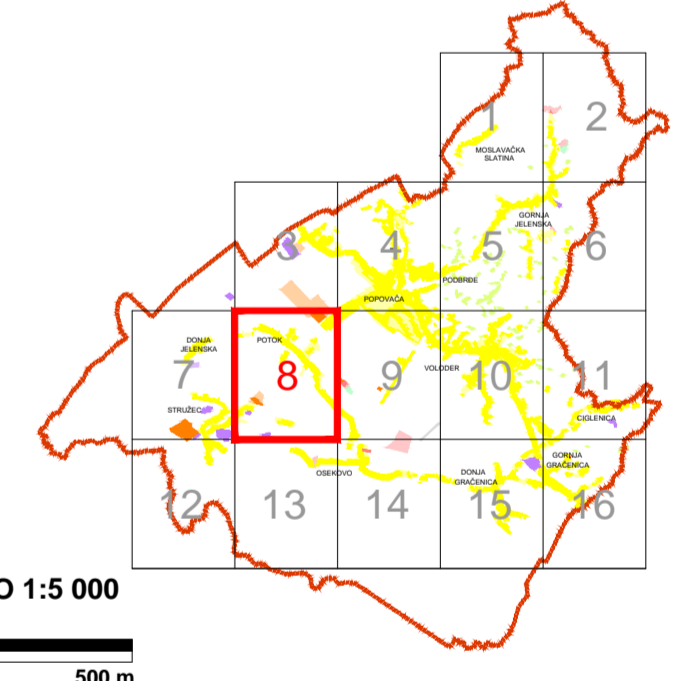 1
2
MOSLAVAČKA
SLATINA
GORNJA
JELENSKA
3
4
5
6
PODBRĐE
POPOVAČA
DONJA
JELENSKA
POTOK
7
8
9
VOLODER
10
11
STRUŽEC
CIGLENICA
OSEKOVO
DONJA
GRAČENICA
GORNJA
GRAČENICA
12
13
14
15
16
O 1:5 000
500 m